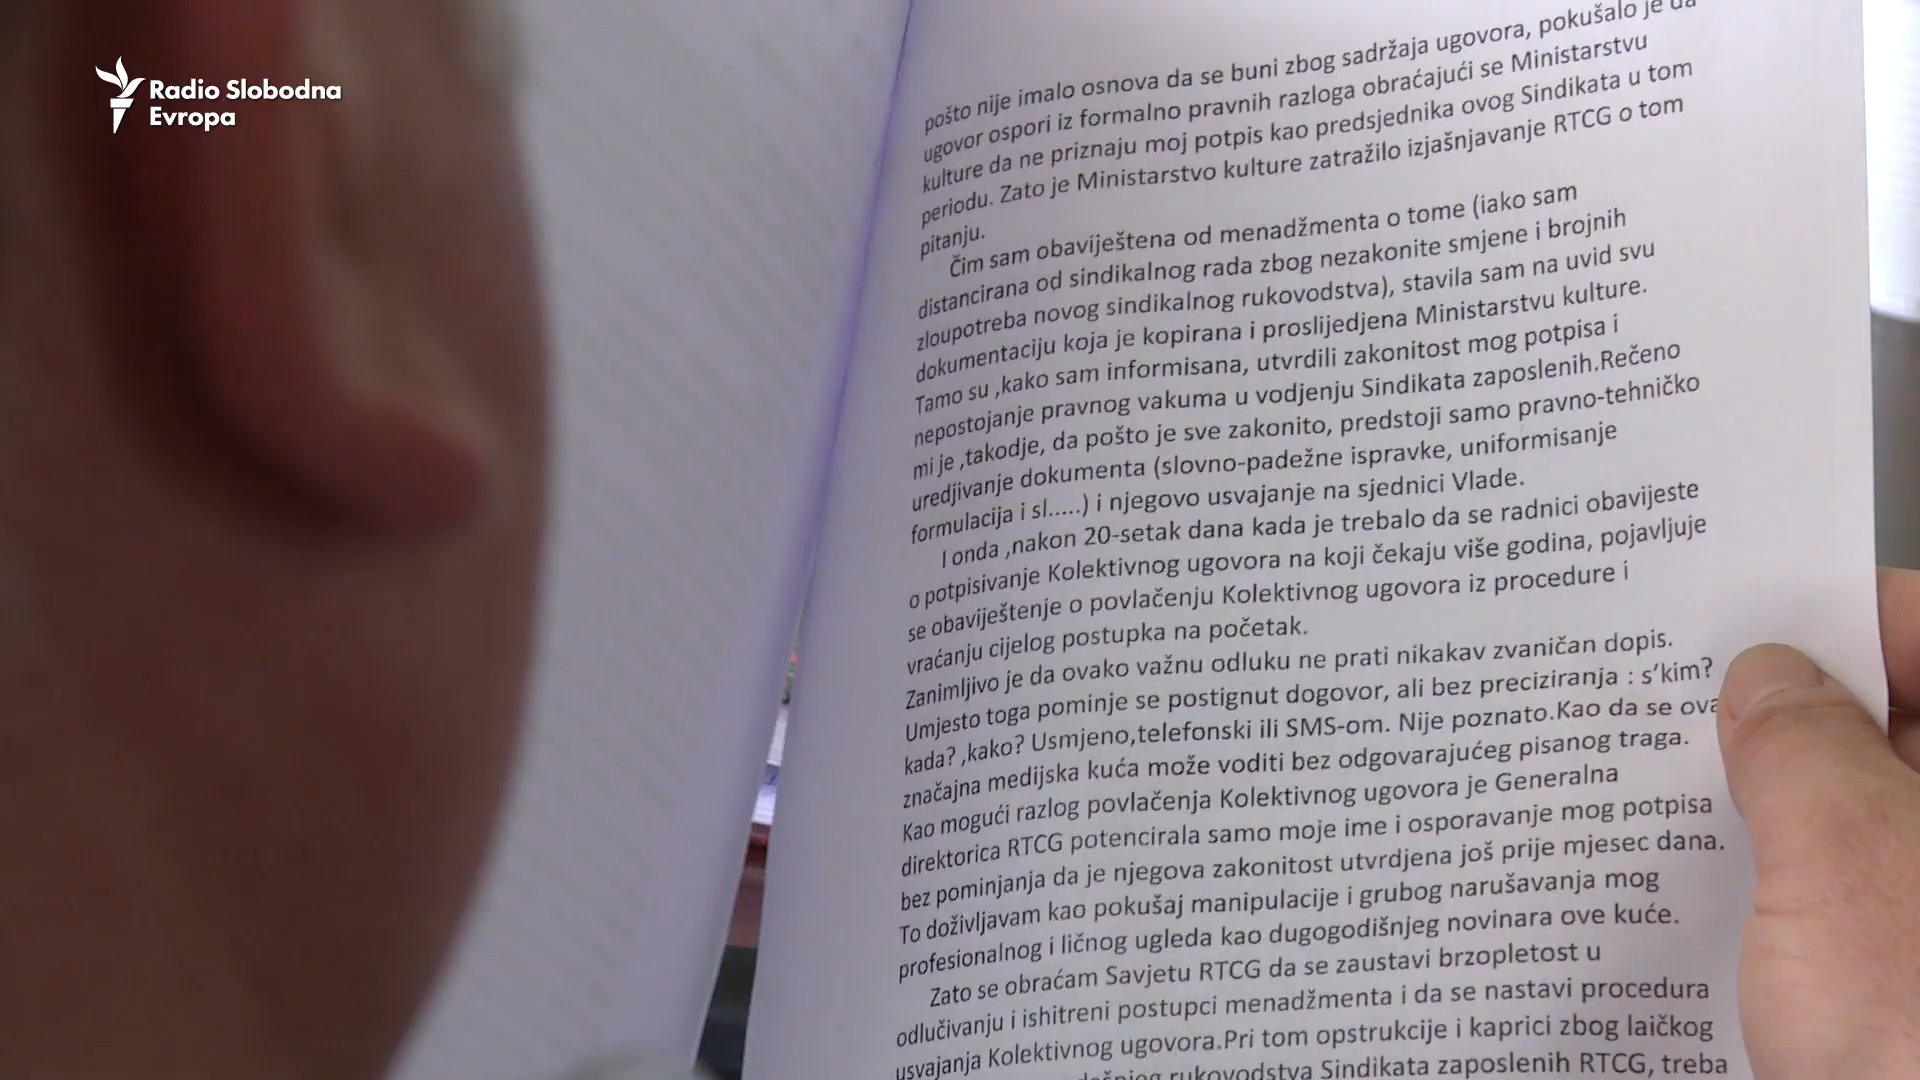 Radio Slobodna
Evropa
pošto nije imalo osnova da se buni zbog sadržaja ugovora, pokušalo je da
ugovor ospori iz formalno pravnih razloga obraćajući se Ministarstvu
kulture da ne priznaju moj potpis kao predsjednika ovog Sindikata u tom
periodu. Zato je Ministarstvo kulture zatražilo izjašnjavanje RTCG o tom
pitanju.
Čim sam obaviještena od menadžmenta o tome (iako sam
distancirana od sindikalnog rada zbog nezakonite smjene i brojnih
zloupotreba novog sindikalnog rukovodstva), stavila sam na uvid svu
dokumentaciju koja je kopirana i proslijedjena Ministarstvu kulture.
Tamo su ,kako sam informisana, utvrdili zakonitost mog potpisa i
nepostojanje pravnog vakuma u vodjenju Sindikata zaposlenih.Rečeno
mi je ,takodje, da pošto je sve zakonito, predstoji samo pravno-tehničko
uredjivanje dokumenta (slovno-padežne ispravke, uniformisanje
formulacija i sl.....) i njegovo usvajanje na sjednici Vlade.
I onda ,nakon 20-setak dana kada je trebalo da se radnici obavijeste
o potpisivanje Kolektivnog ugovora na koji čekaju više godina, pojavljuje
se obaviještenje o povlačenju Kolektivnog ugovora iz procedure i
vraćanju cijelog postupka na početak.
Zanimljivo je da ovako važnu odluku ne prati nikakav zvaničan dopis.
Umjesto toga pominje se postignut dogovor, ali bez preciziranja : s‘kim?
kada? ,kako? Usmjeno,telefonski ili SMS-om. Nije poznato.Kao da se ova
značajna medijska kuća može voditi bez odgovarajućeg pisanog traga.
Kao mogući razlog povlačenja Kolektivnog ugovora je Generalna
direktorica RTCG potencirala samo moje ime i osporavanje mog potpisa
bez pominjanja da je njegova zakonitost utvrdjena još prije mjesec dana.
To doživljavam kao pokušaj manipulacije i grubog narušavanja mog
profesionalnog i ličnog ugleda kao dugogodišnjeg novinara ove kuće.
Zato se obraćam Savjetu RTCG da se zaustavi brzopletost u
odlučivanju i ishitreni postupci menadžmenta i da se nastavi procedura
usvajanja Kolektivnog ugovora.Pri tom opstrukcije i kaprici zbog laičkog
rukovodstva Sindikata zaposlenih RTCG, treba